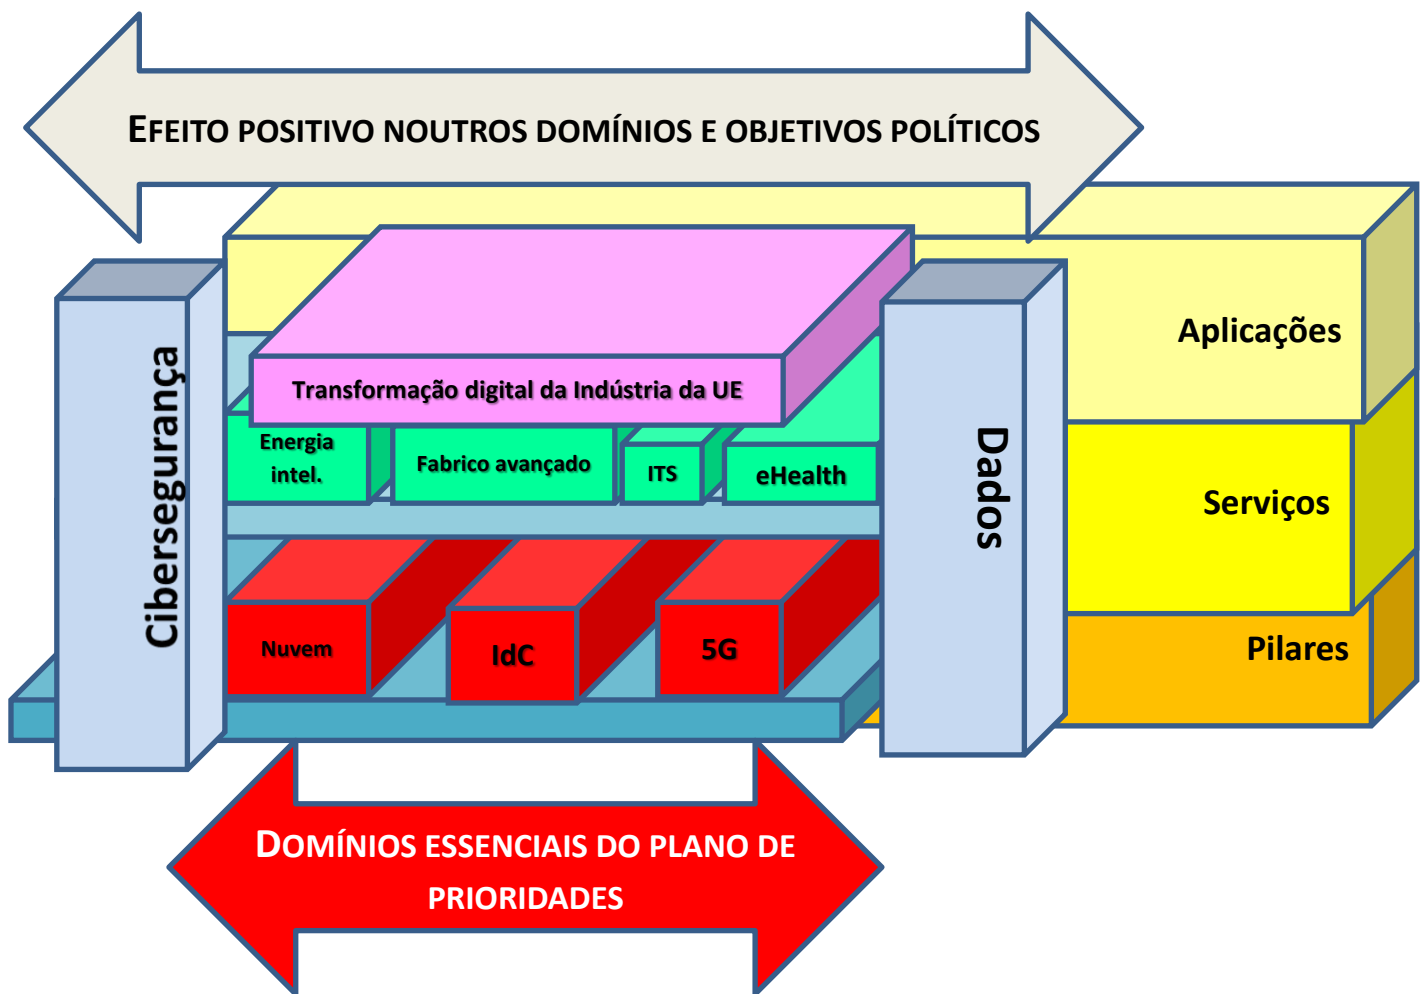 EFEITO POSITIVO NOUTROS DOMÍNIOS E OBJETIVOS POLÍTICOS
Aplicações
Transformação digital da Indústria da UE
Cibersegurança
Energia
intel.
Fabrico avançado
ITS
eHealth
Dados
Serviços
Nuvem
IdC
5G
Pilares
DOMÍNIOS ESSENCIAIS DO PLANO DE
PRIORIDADES